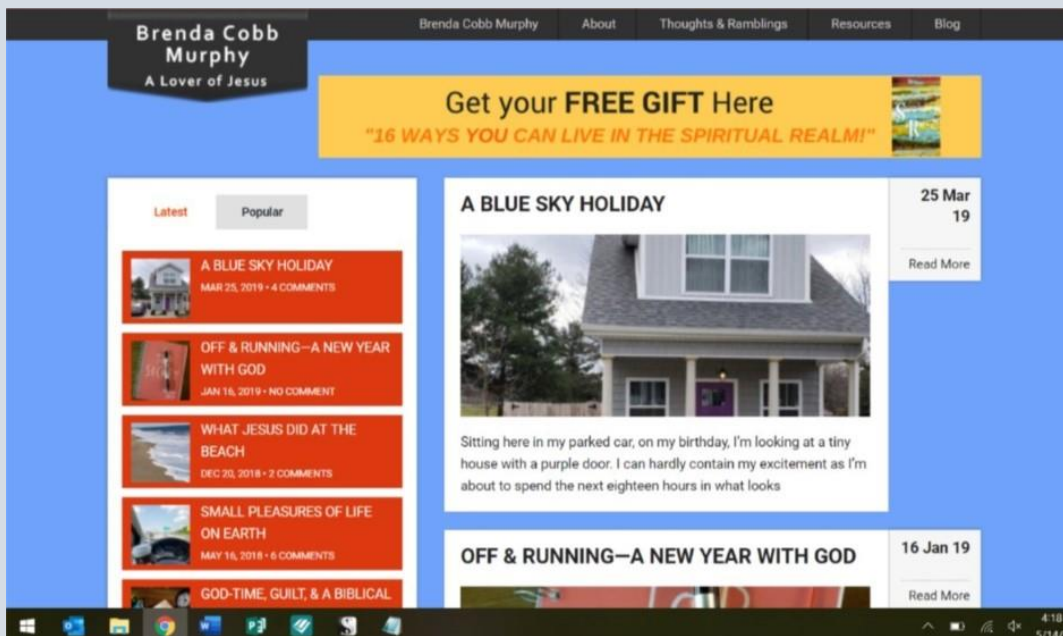 Brenda Cobb
Murphy
A Lover of Jesus
Brenda Cobb Murphy
About
Thoughts & Ramblings
Resources
Blog
Get your FREE GIFT Here
"16 WAYS YOU CAN LIVE IN THE SPIRITUAL REALM!"
Latest
Popular
A BLUE SKY HOLIDAY
MAR 25, 2019 • 4 COMMENTS
OFF & RUNNING—A NEW YEAR
WITH GOD
JAN 16, 2019 • NO COMMENT
WHAT JESUS DID AT THE
BEACH
DEC 20, 2018 • 2 COMMENTS
SMALL PLEASURES OF LIFE
ON EARTH
MAY 16, 2018 • 6 COMMENTS
GOD-TIME, GUILT, & A BIBLICAL
A BLUE SKY HOLIDAY
25 Mar
19
Read More
Sitting here in my parked car, on my birthday, I'm looking at a tiny
house with a purple door. I can hardly contain my excitement as I'm
about to spend the next eighteen hours in what looks
OFF & RUNNING—A NEW YEAR WITH GOD
16 Jan 19
Read More
4:18